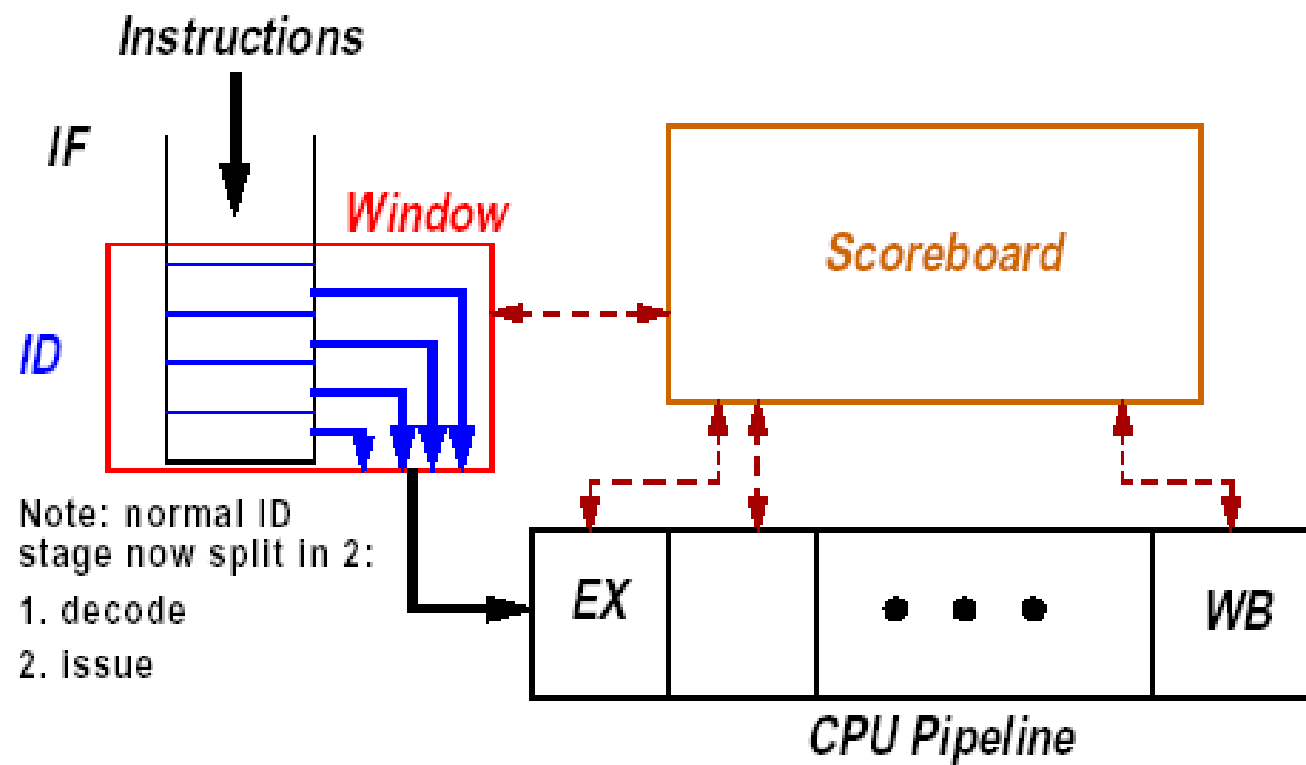 Instructions
IF
Window
Scoreboard
ID
Note: normal ID
stage now split in 2:
1. decode
2. issue
EX
WB
CPU Pipeline